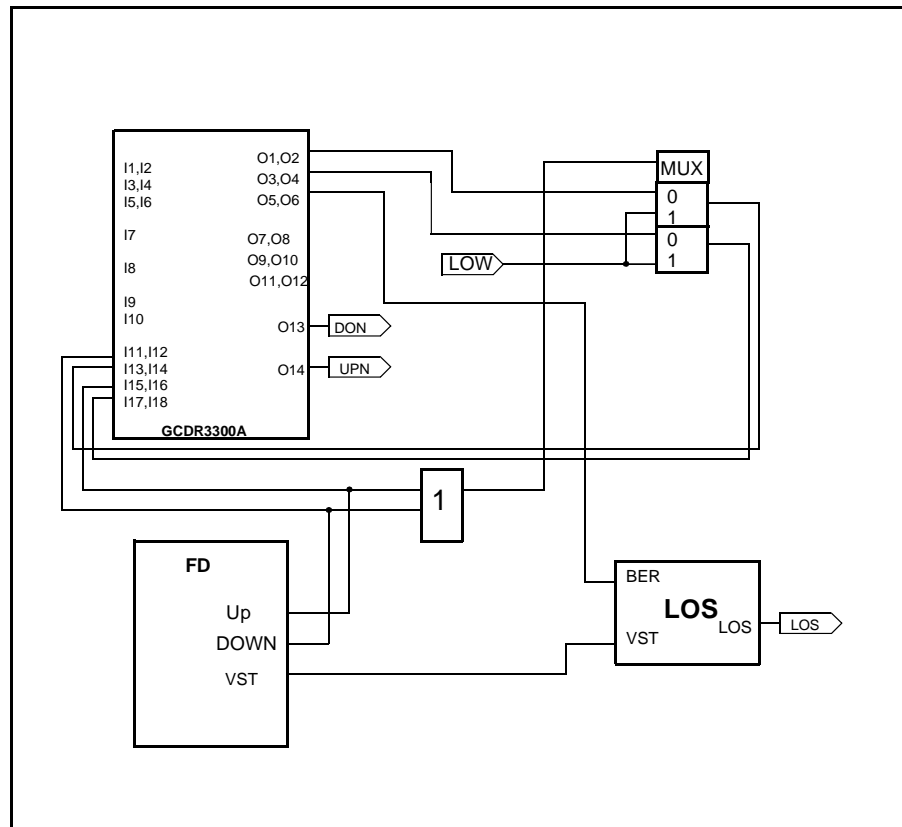 I1,I2
I3,I4
I5,I6
I7
I8
I9
I10
I11,I12
I13,I14
I15,I16
I17,I18
O1,O2
O3,O4
O5,O6
O7,O8
O9,O10
O11,O12
O13
O14
GCDR3300A
DON
UPN
LOW
MUX
0
1
0
1
1
FD
Up
DOWN
VST
BER
LOS
VST
LOS
LOS